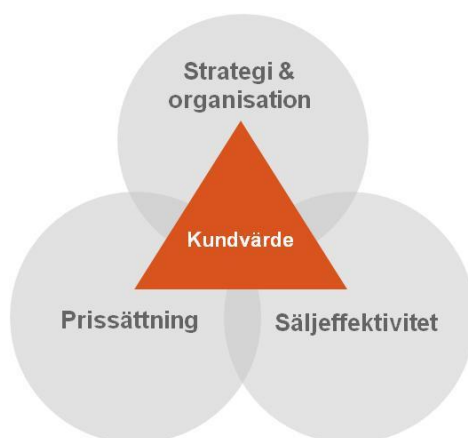 Strategi &
organisation
Kundvärde
Prissättning
Säljeffektivitet